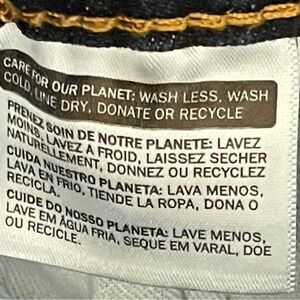 CARE FOR OUR PLANET: WASH LESS, WASH
COLD, LINE DRY, DONATE OR RECYCLE
PRENEZ SOIN DE NOTRE PLANETE: LAVEZ
MOINS, LAVEZ A FROID, LAISSEZ SECHER
NATURELLEMENT, DONNEZ OU RECYCLEZ
CUIDA NUESTRO PLANETA: LAVA MENOS,
LAVA EN FRIO, TIENDE LA ROPA, DONA O
RECICLA.
CUIDE DO NOSSO PLANETA: LAVE MENOS,
LAVE EM ÁGUA FRIA, SEQUE EM VARAL, DOE
OU RECICLE.